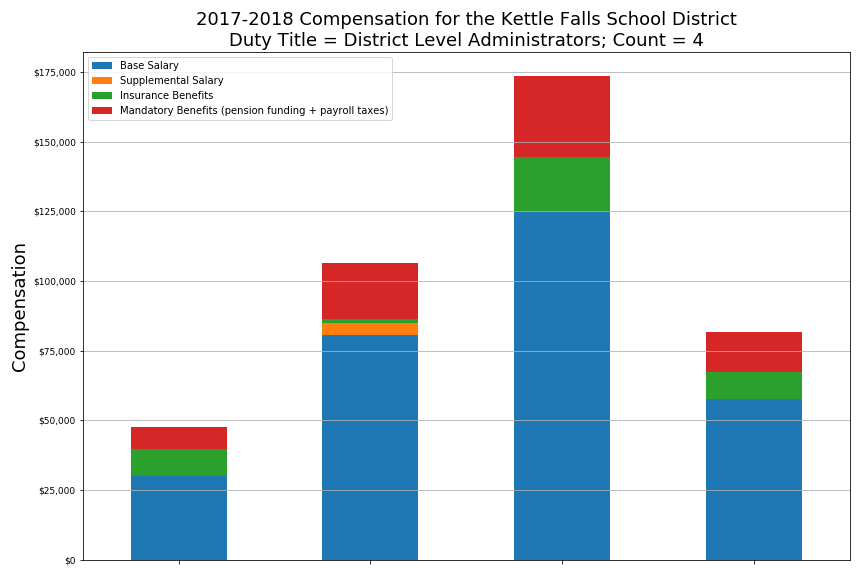 2017-2018 Compensation for the Kettle Falls School District
Duty Title = District Level Administrators; Count = 4
Base Salary
Supplemental Salary
Insurance Benefits
Mandatory Benefits (pension funding + payroll taxes)
$175,000
$150,000
$125,000
$100,000
$75,000
$50,000
$25,000
$0
Compensation